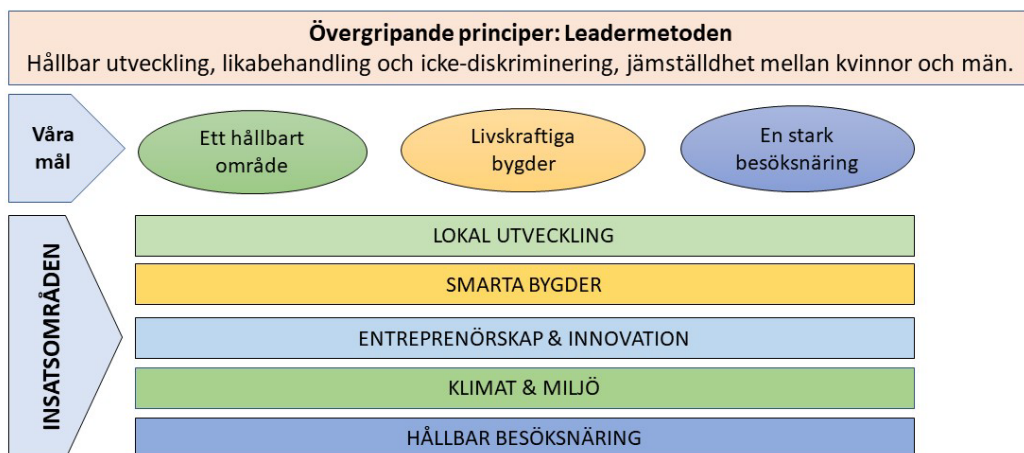 Övergripande principer: Leadermetoden
Hållbar utveckling, likabehandling och icke-diskriminering, jämställdhet mellan kvinnor och män.
Våra
mål
Ett hållbart
område
Livskraftiga
bygder
En stark
besöksnäring
INSATSOMRÅDEN
LOKAL UTVECKLING
SMARTA BYGDER
ENTREPRENÖRSKAP & INNOVATION
KLIMAT & MILJÖ
HÅLLBAR BESÖKSNÄRING